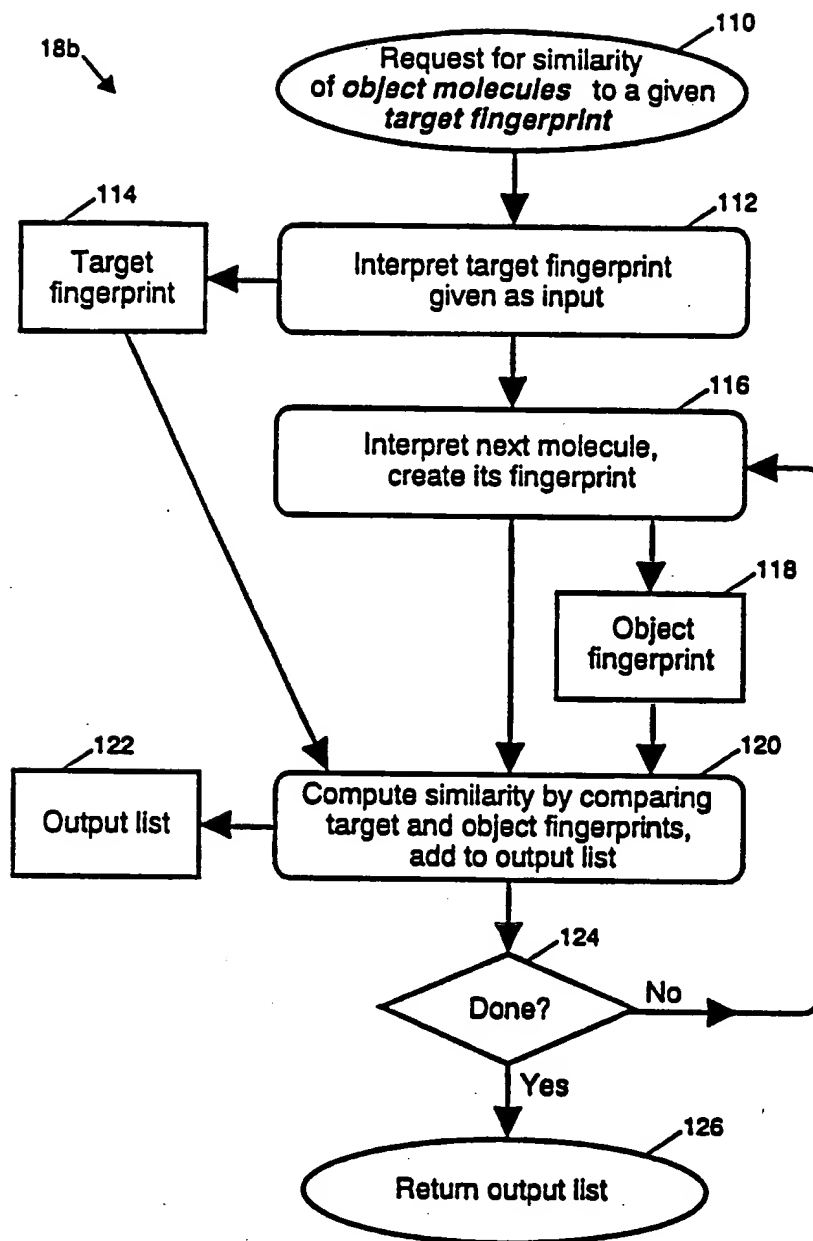 18b
110
Request for similarity
of object molecules to a given
target fingerprint
114
112
Target
fingerprint
Interpret target fingerprint
given as input
116
Interpret next molecule,
create its fingerprint
118
Object
fingerprint
122
120
Output list
Compute similarity by comparing
target and object fingerprints,
add to output list
124
Done?
No
Yes
126
Return output list